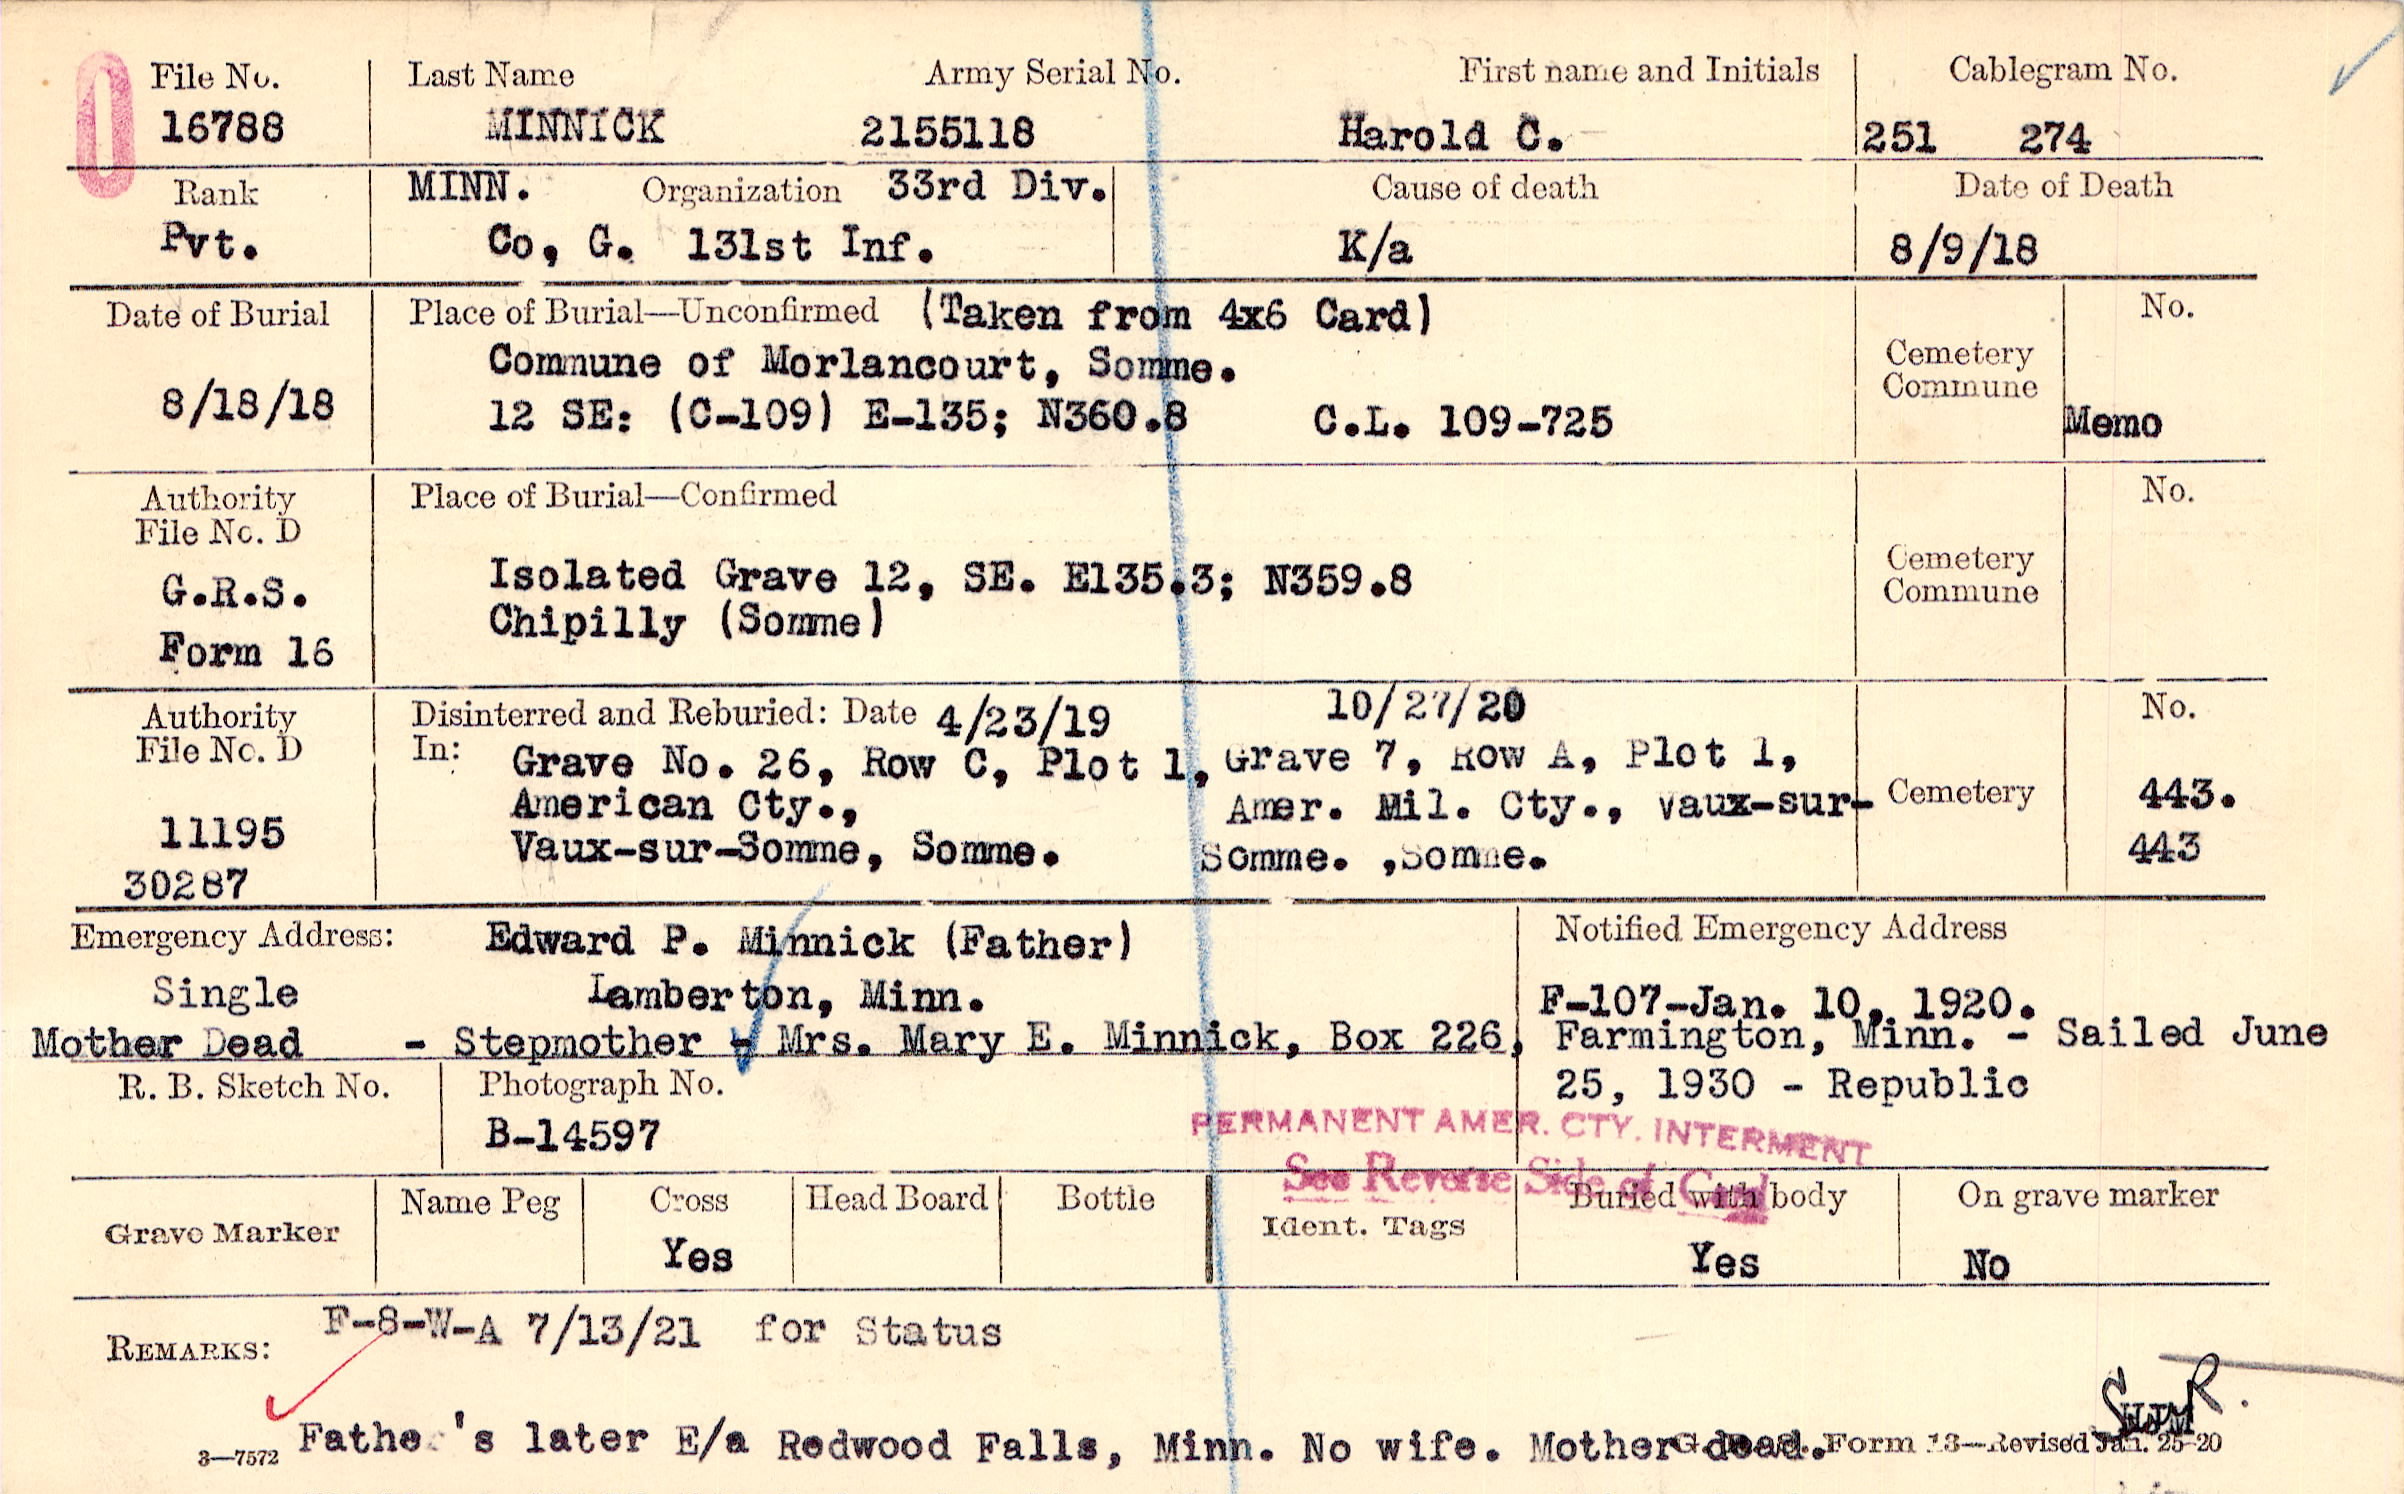 File No. Last Name Army Serial No. First name and Initials Cablegram No.
16788 MINNICK 2155118 Harold C. 251 274
Rank MINN. Organization 33rd Div. Cause of death Date of Death
Pvt. Co, G. 131st Inf. K/a 8/9/18
Date of Burial Place of Burial—Unconfirmed (Taken from 4x6 Card) No.
Commune of Morlancourt, Somme. Cemetery
Commune
8/18/18 12 SE: (C-109) E-135; N360.8 C.L. 109-725 Memo
Authority Place of Burial—Confirmed No.
File No. D
G.R.S. Isolated Grave 12, SE. E135.3; N359.8 Cemetery
Chipilly (Somme) Commune
Form 16
Authority Disinterred and Reburied: Date 4/23/19 10/27/20 No.
File No. D In: Grave No. 26, Row C, Plot 1, Grave 7, Row A, Plot 1,
American Cty., Amer. Mil. Cty., Vaux-sur- Cemetery 443.
11195 Vaux-sur-Somme, Somme. Somme. ,Somme. 443
30287
Emergency Address: Edward P. Minnick (Father) Notified Emergency Address
Single Lamberton, Minn. F-107-Jan. 10, 1920.
Mother Dead - Stepmother - Mrs. Mary E. Minnick, Box 226, Farmington, Minn. - Sailed June
R. B. Sketch No. Photograph No. 25, 1930 - Republic
B-14597
PERMANENT AMER. CTY. INTERMENT
See Reverse Side of Card
Grave Marker Name Peg Cross Head Board Bottle Ident. Tags Buried with body On grave marker
Yes Yes No
REMARKS: F-8-W-A 7/13/21 for Status
Father's later E/a Redwood Falls, Minn. No wife. Mother dead.
3—7572 Form 13—Revised Jan. 25-20